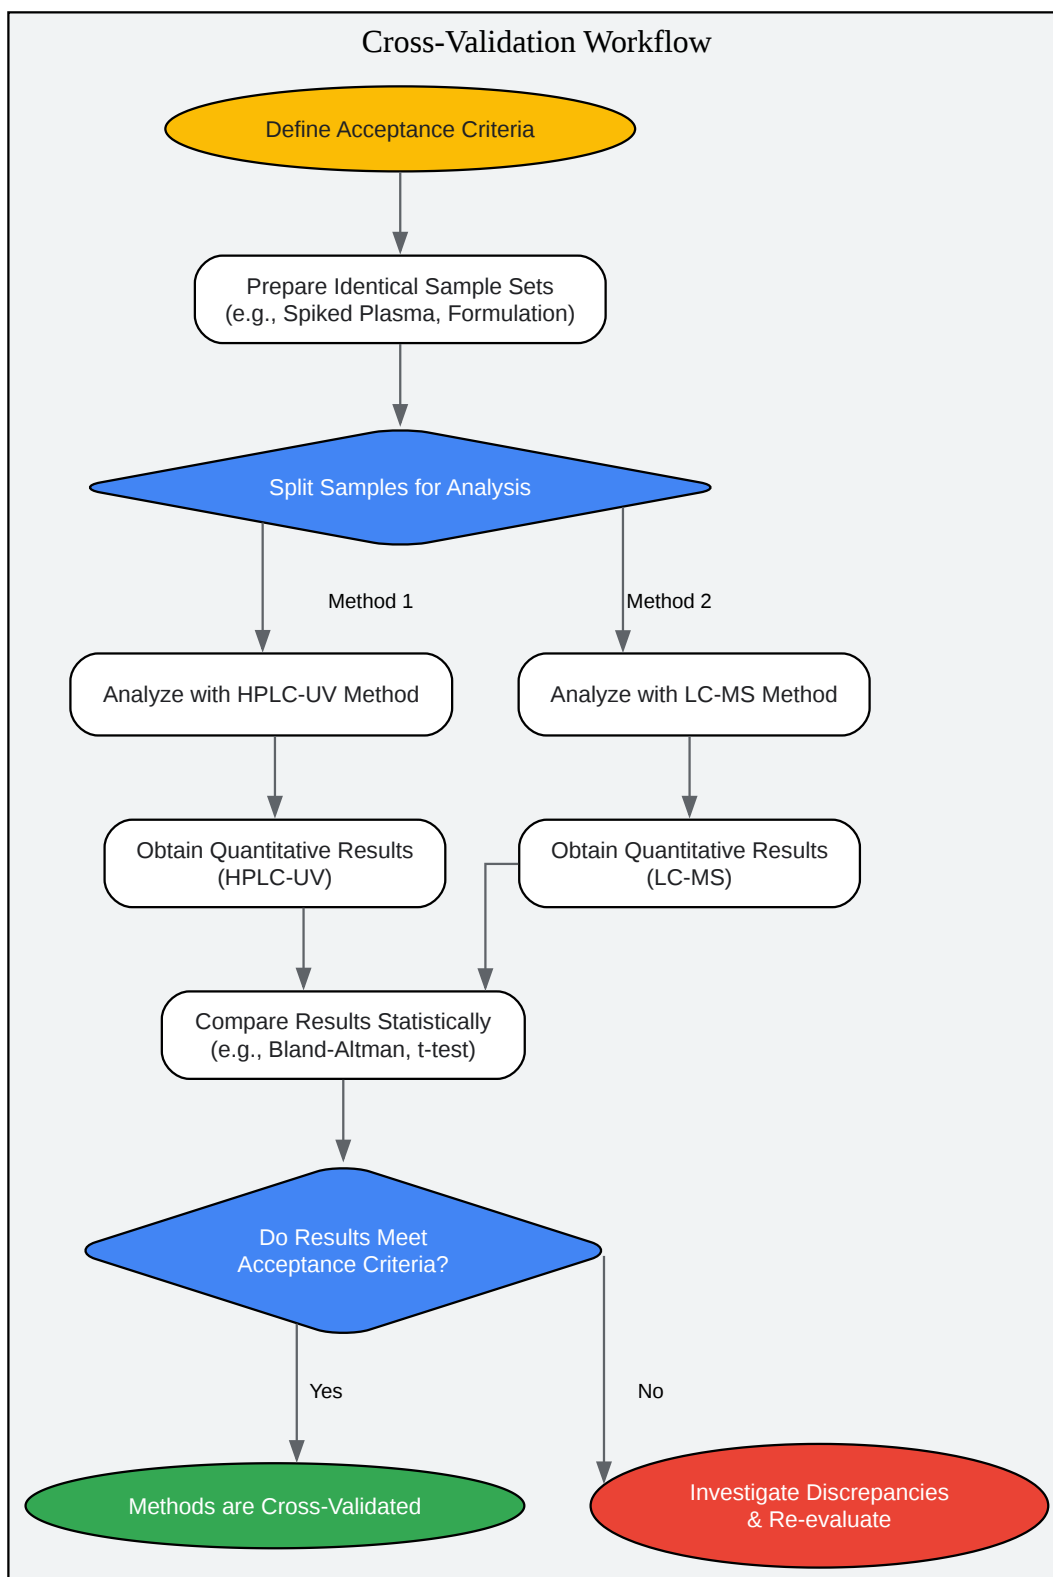 Cross-Validation Workflow
Define Acceptance Criteria
Prepare Identical Sample Sets
(e.g., Spiked Plasma, Formulation)
Split Samples for Analysis
Method 1
Method 2
Analyze with HPLC-UV Method
Analyze with LC-MS Method
Obtain Quantitative Results
(HPLC-UV)
Obtain Quantitative Results
(LC-MS)
Compare Results Statistically
(e.g., Bland-Altman, t-test)
Do Results Meet
Acceptance Criteria?
Yes
No
Methods are Cross-Validated
Investigate Discrepancies
& Re-evaluate